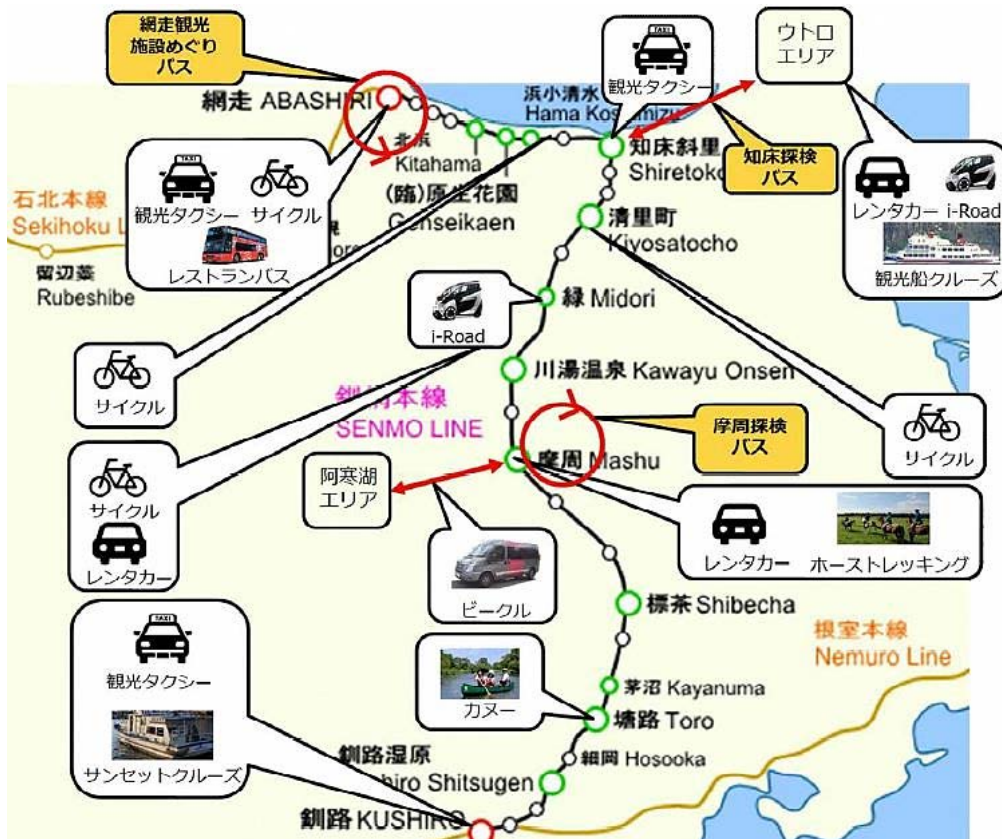 網走観光
施設めぐり
バス
TAXI
観光タクシー
ウトロ
エリア
網走 ABASHIRI
浜小清水
Hama Koshimizu
北浜
Kitahama
知床斜里
Shiretoko
知床探検
バス
観光タクシー サイクル
レストランバス
(臨)原生花園
Genseikaen
石北本線
Sekihoku L
留辺蘂
Rubeshibe
清里町
Kiyosatocho
レンタカー i-Road
観光船クルーズ
緑 Midori
i-Road
サイクル
川湯温泉 Kawayu Onsen
釧網本線
SENMO LINE
摩周探検
バス
サイクル
摩周 Mashu
阿寒湖
エリア
サイクル
レンタカー
レンタカー ホーストレッキング
ビークル
標茶 Shibecha
TAXI
観光タクシー
サンセットクルーズ
根室本線
Nemuro Line
カヌー
茅沼 Kayanuma
塘路 Toro
釧路湿原
hiro Shitsugen
細岡 Hosooka
釧路 KUSHIRO